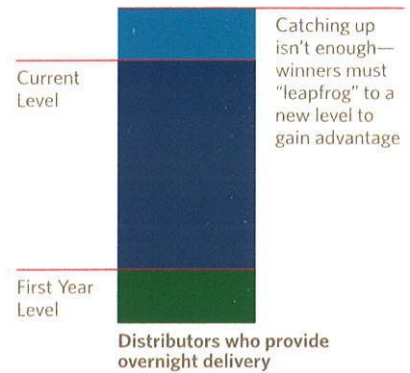 Catching up
isn't enough—
winners must
"leapfrog" to a
new level to
gain advantage
Current
Level
First Year
Level
Distributors who provide
overnight delivery